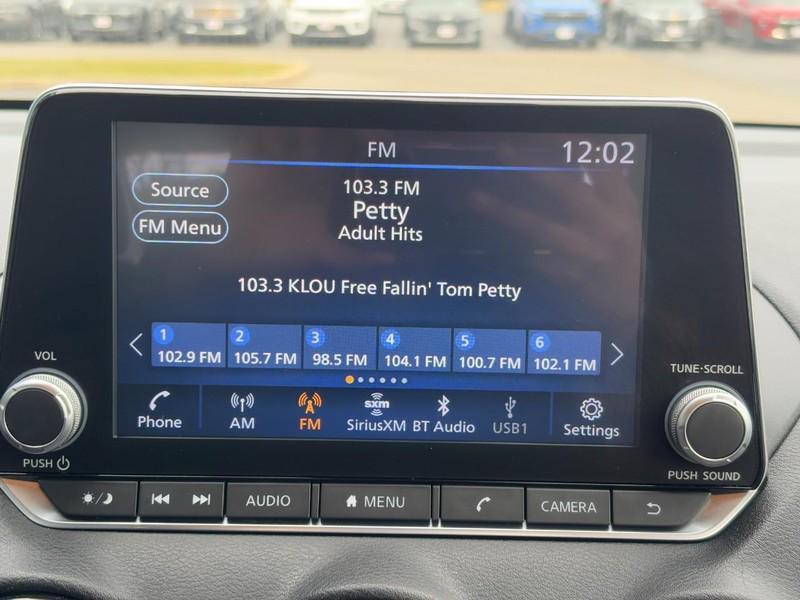 FM 12:02
Source
103.3 FM
Petty
FM Menu
Adult Hits
103.3 KLOU Free Fallin' Tom Petty
1 2 3 4 5 6
102.9 FM 105.7 FM 98.5 FM 104.1 FM 100.7 FM 102.1 FM
VOL
TUNE·SCROLL
sxm
Phone AM FM SiriusXM BT Audio USB1 Settings
PUSH
PUSH SOUND
AUDIO MENU CAMERA